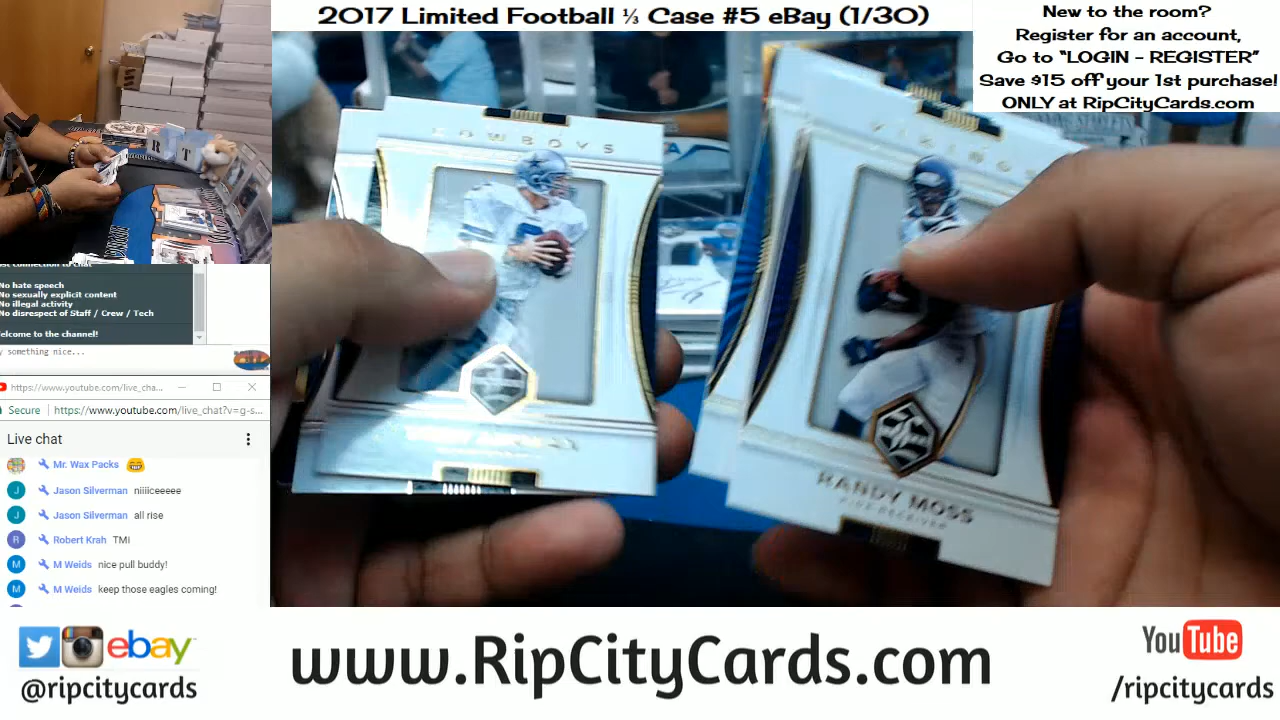 2017 Limited Football ⅓ Case #5 eBay (1/30)
New to the room?
Register for an account,
Go to "LOGIN - REGISTER"
Save $15 off your 1st purchase!
ONLY at RipCityCards.com
R T
COWBOYS
VIKING
RANDY MOSS
WIDE RECEIVER
No hate speech
No sexually explicit content
No illegal activity
No disrespect of Staff / Crew / Tech
elcome to the channel!
y something nice...
https://www.youtube.com/live_cha...
Secure https://www.youtube.com/live_chat?v=g-s...
Live chat
Mr. Wax Packs
J Jason Silverman niiiiceeeee
J Jason Silverman all rise
R Robert Krah TMI
M M Weids nice pull buddy!
M M Weids keep those eagles coming!
ebay
@ripcitycards
www.RipCityCards.com
YouTube
/ripcitycards